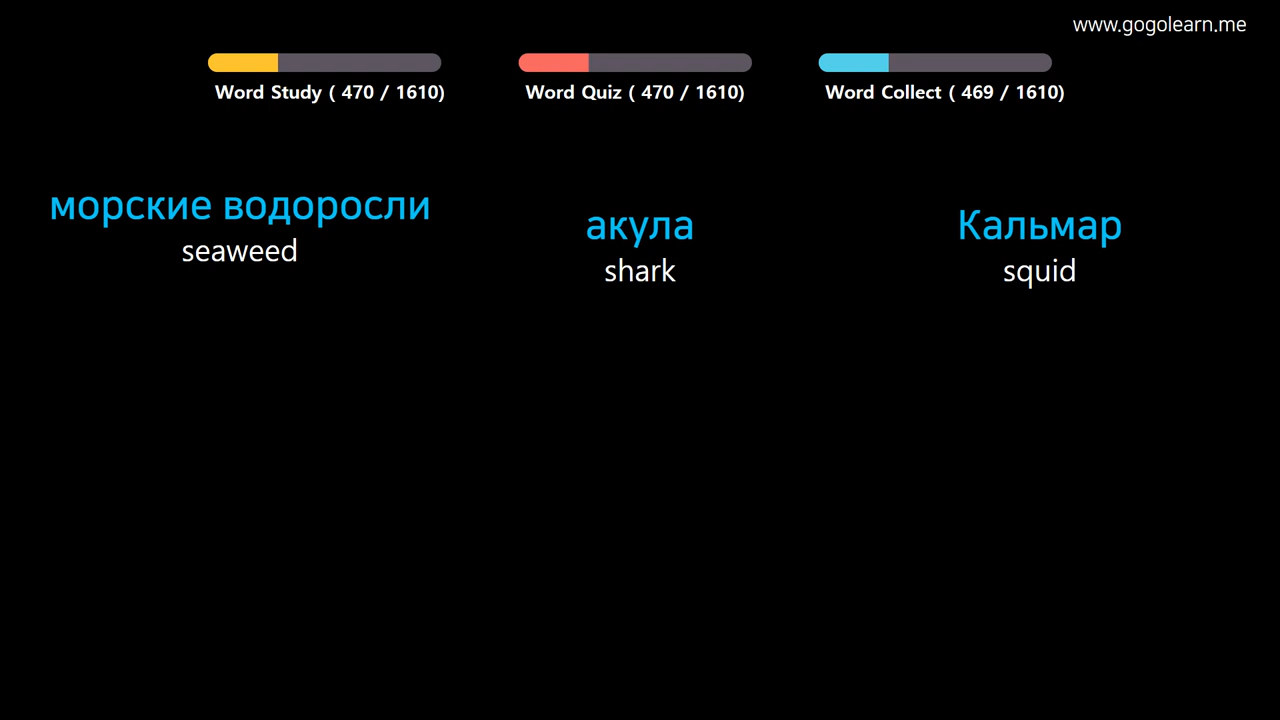 www.gogolearn.me
Word Study ( 470 / 1610)
Word Quiz ( 470 / 1610)
Word Collect ( 469 / 1610)
морские водоросли
seaweed
акула
shark
Кальмар
squid